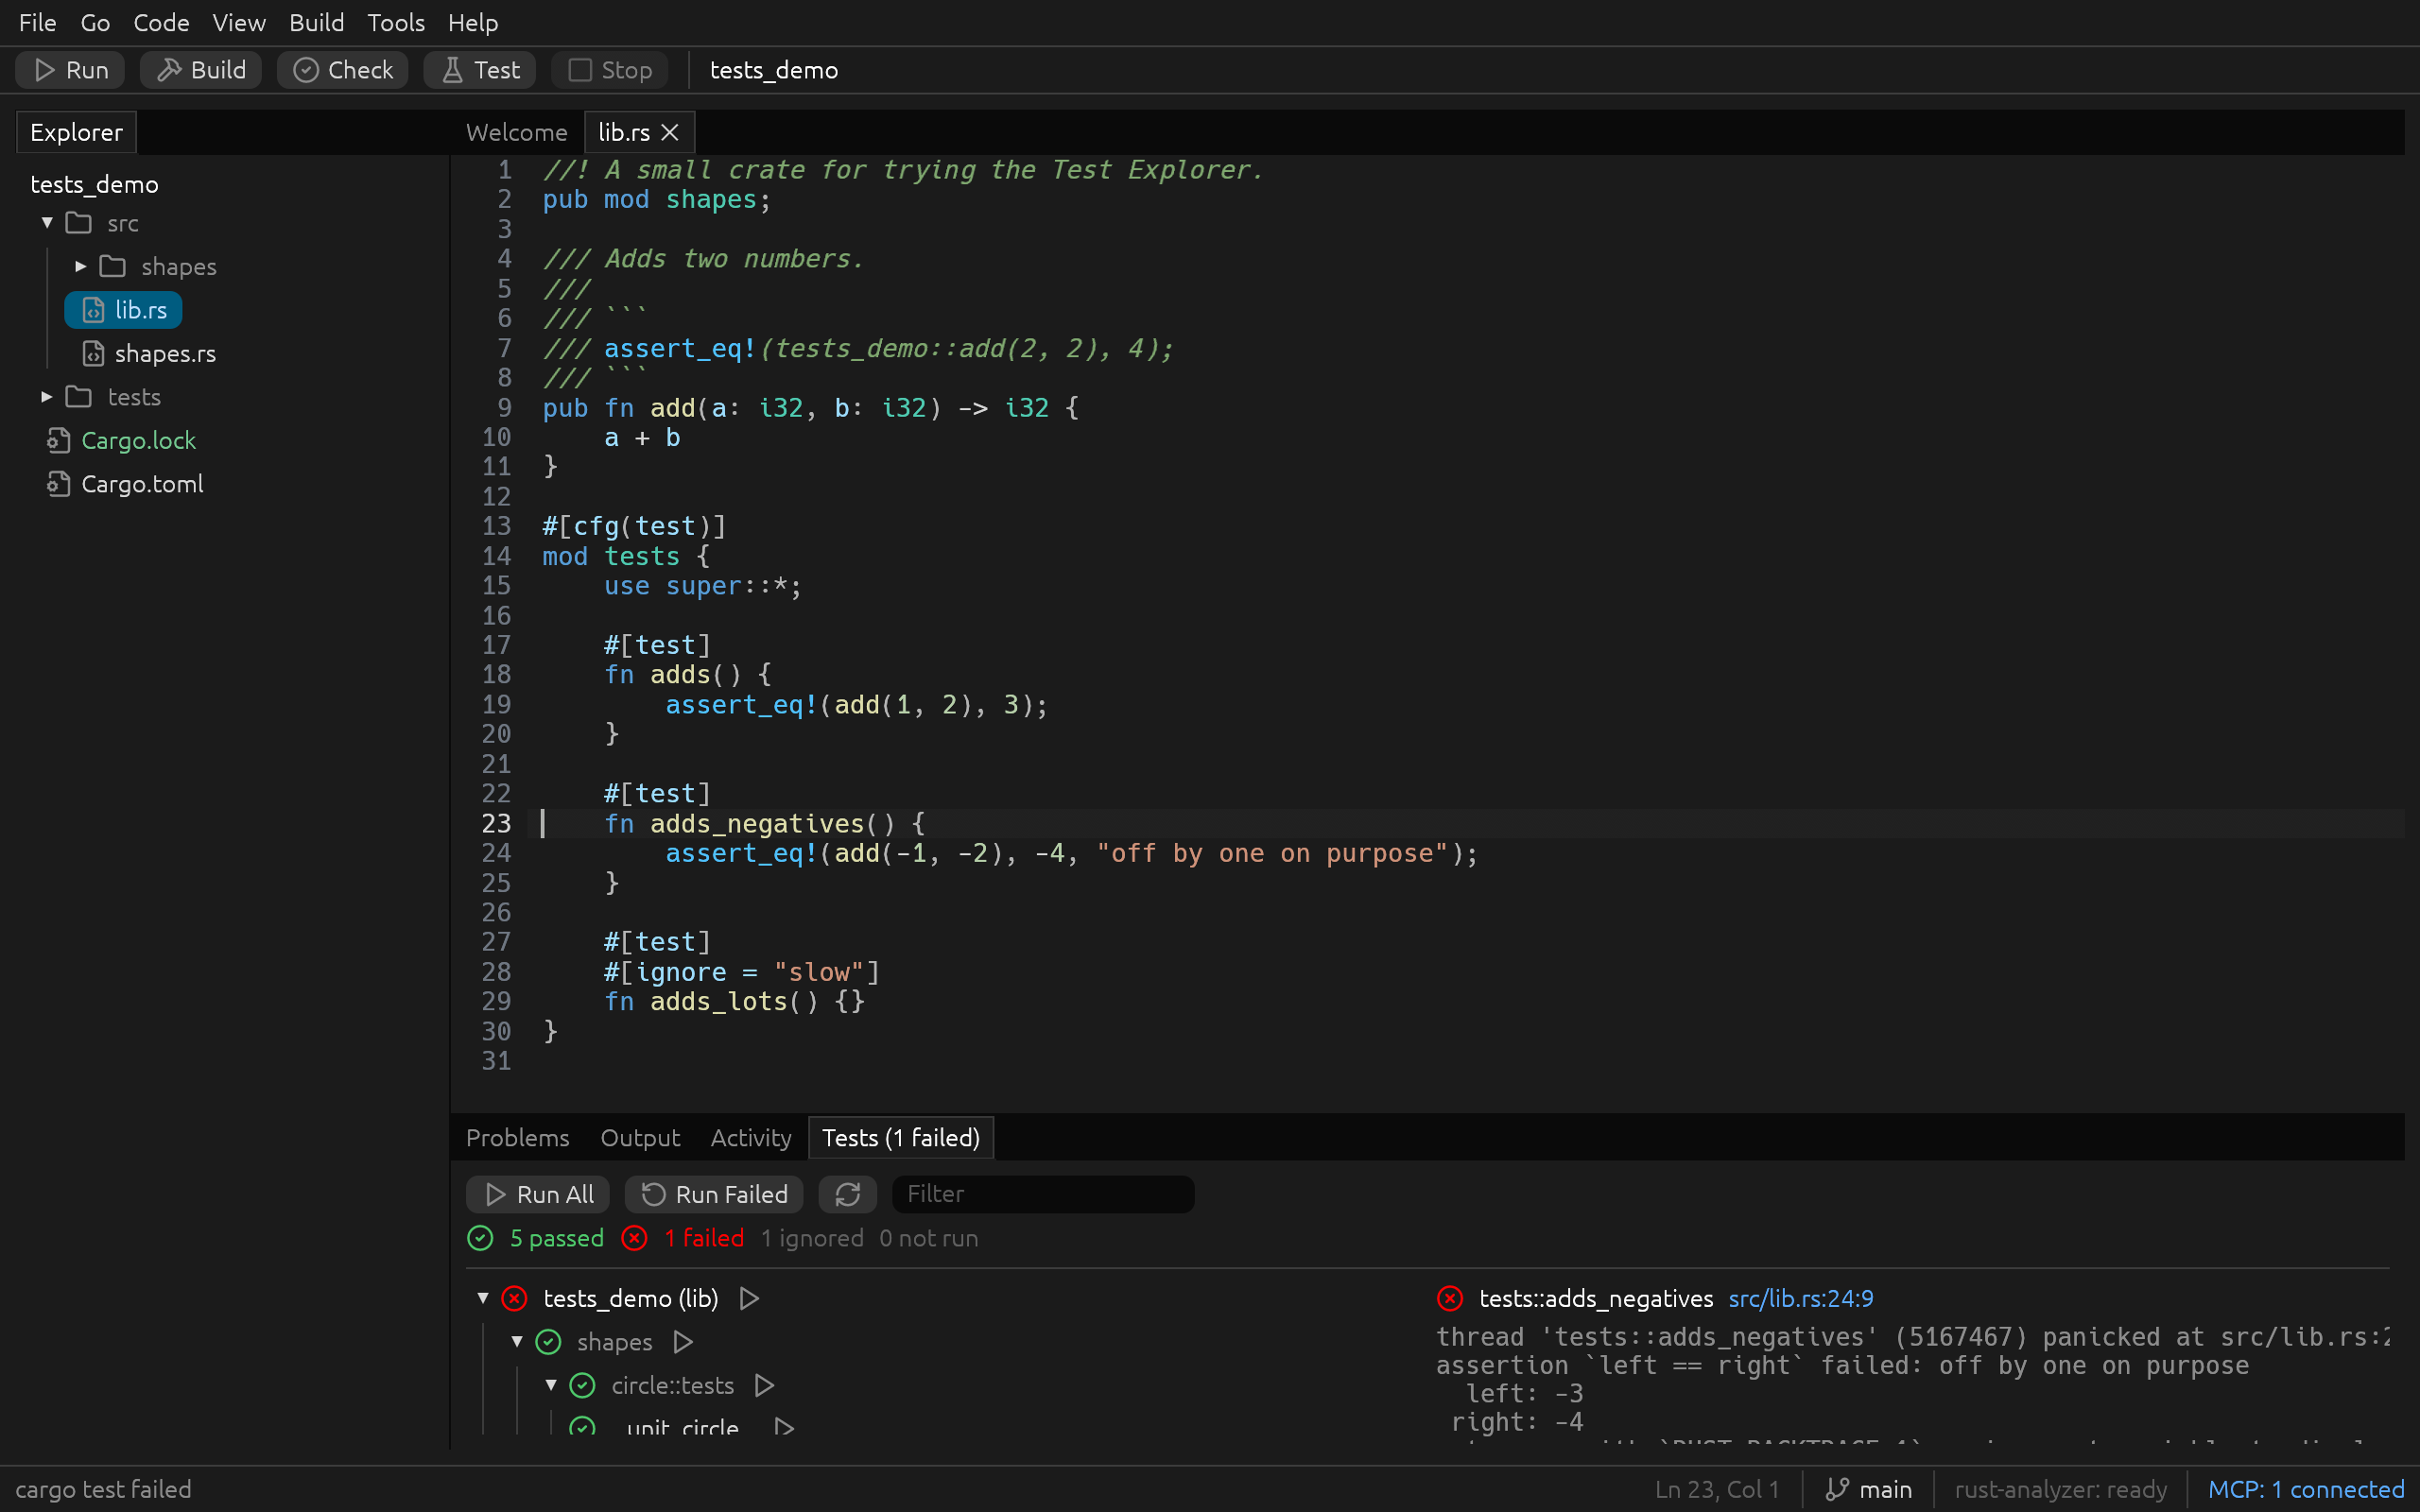 File Go Code View Build Tools Help
Run Build Check Test Stop tests_demo
Explorer
tests_demo
src
shapes
lib.rs
shapes.rs
tests
Cargo.lock
Cargo.toml
Welcome lib.rs
1 //! A small crate for trying the Test Explorer.
2 pub mod shapes;
3
4 /// Adds two numbers.
5 ///
6 /// ```
7 /// assert_eq!(tests_demo::add(2, 2), 4);
8 /// ```
9 pub fn add(a: i32, b: i32) -> i32 {
10     a + b
11 }
12
13 #[cfg(test)]
14 mod tests {
15     use super::*;
16
17     #[test]
18     fn adds() {
19         assert_eq!(add(1, 2), 3);
20     }
21
22     #[test]
23     fn adds_negatives() {
24         assert_eq!(add(-1, -2), -4, "off by one on purpose");
25     }
26
27     #[test]
28     #[ignore = "slow"]
29     fn adds_lots() {}
30 }
31
Problems Output Activity Tests (1 failed)
Run All Run Failed Filter
5 passed 1 failed 1 ignored 0 not run
tests_demo (lib)
shapes
circle::tests
unit_circle
tests::adds_negatives src/lib.rs:24:9
thread 'tests::adds_negatives' (5167467) panicked at src/lib.rs:2
assertion `left == right` failed: off by one on purpose
left: -3
right: -4
cargo test failed
Ln 23, Col 1 main rust-analyzer: ready MCP: 1 connected